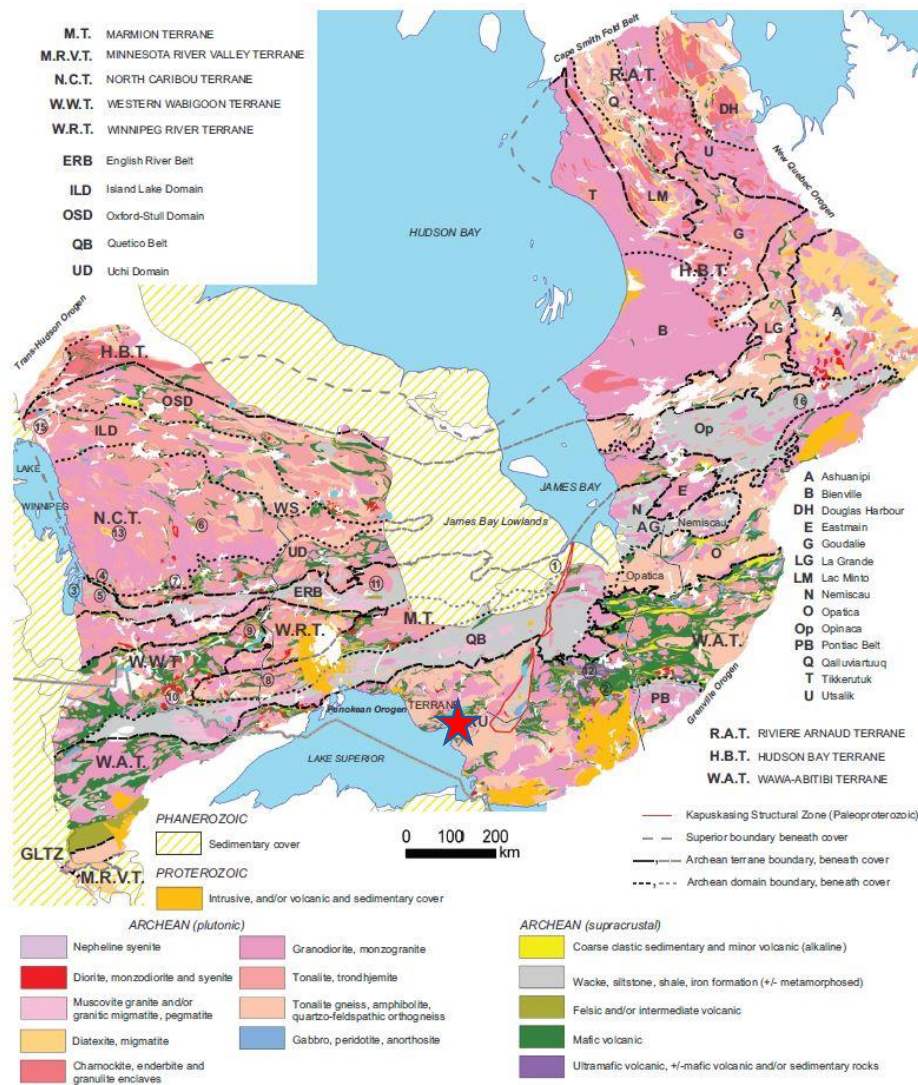 M.T. MARMION TERRANE
M.R.V.T. MINNESOTA RIVER VALLEY TERRANE
N.C.T. NORTH CARIBOU TERRANE
W.W.T. WESTERN WABIGOON TERRANE
W.R.T. WINNIPEG RIVER TERRANE
ERB English River Belt
ILD Island Lake Domain
OSD Oxford-Stull Domain
QB Quetico Belt
UD Uchi Domain
Cape Smith Fold Belt
R.A.T.
Q
DH
U
New Quebec Orogen
T
LM
G
HUDSON BAY
H.B.T.
B
LG
A
Trans-Hudson Orogen
H.B.T.
OSD
16
15
ILD
Op
LAKE
WINNIPEG
JAMES BAY
E
N
WS
N.C.T.
6
13
AG
Nemiscau
James Bay Lowlands
O
UD
1
Opatica
3
4
5
7
ERB
11
M.T.
W.R.T.
9
QB
W.A.T.
W.W.T
8
12
2
10
PB
TERRANE
Penokean Orogen
RU
Grenville Orogen
W.A.T.
LAKE SUPERIOR
GLTZ
M.R.V.T.
A Ashuanipi
B Bienville
DH Douglas Harbour
E Eastmain
G Goudalie
LG La Grande
LM Lac Minto
N Nemiscau
O Opatica
Op Opinaca
PB Pontiac Belt
Q Qalluviartuuq
T Tikkerutuk
U Utsalik
R.A.T. RIVIERE ARNAUD TERRANE
H.B.T. HUDSON BAY TERRANE
W.A.T. WAWA-ABITIBI TERRANE
PHANEROZOIC
Sedimentary cover
PROTEROZOIC
Intrusive, and/or volcanic and sedimentary cover
0 100 200
km
Kapuskasing Structural Zone (Paleoproterozoic)
Superior boundary beneath cover
Archean terrane boundary, beneath cover
Archean domain boundary, beneath cover
ARCHEAN (plutonic)
Nepheline syenite
Diorite, monzodiorite and syenite
Muscovite granite and/or
granitic migmatite, pegmatite
Diatexite, migmatite
Charnockite, enderbite and
granulite enclaves
Granodiorite, monzogranite
Tonalite, trondhjemite
Tonalite gneiss, amphibolite,
quartzo-feldspathic orthogneiss
Gabbro, peridotite, anorthosite
ARCHEAN (supracrustal)
Coarse clastic sedimentary and minor volcanic (alkaline)
Wacke, siltstone, shale, iron formation (+/- metamorphosed)
Felsic and/or intermediate volcanic
Mafic volcanic
Ultramafic volcanic, +/-mafic volcanic and/or sedimentary rocks